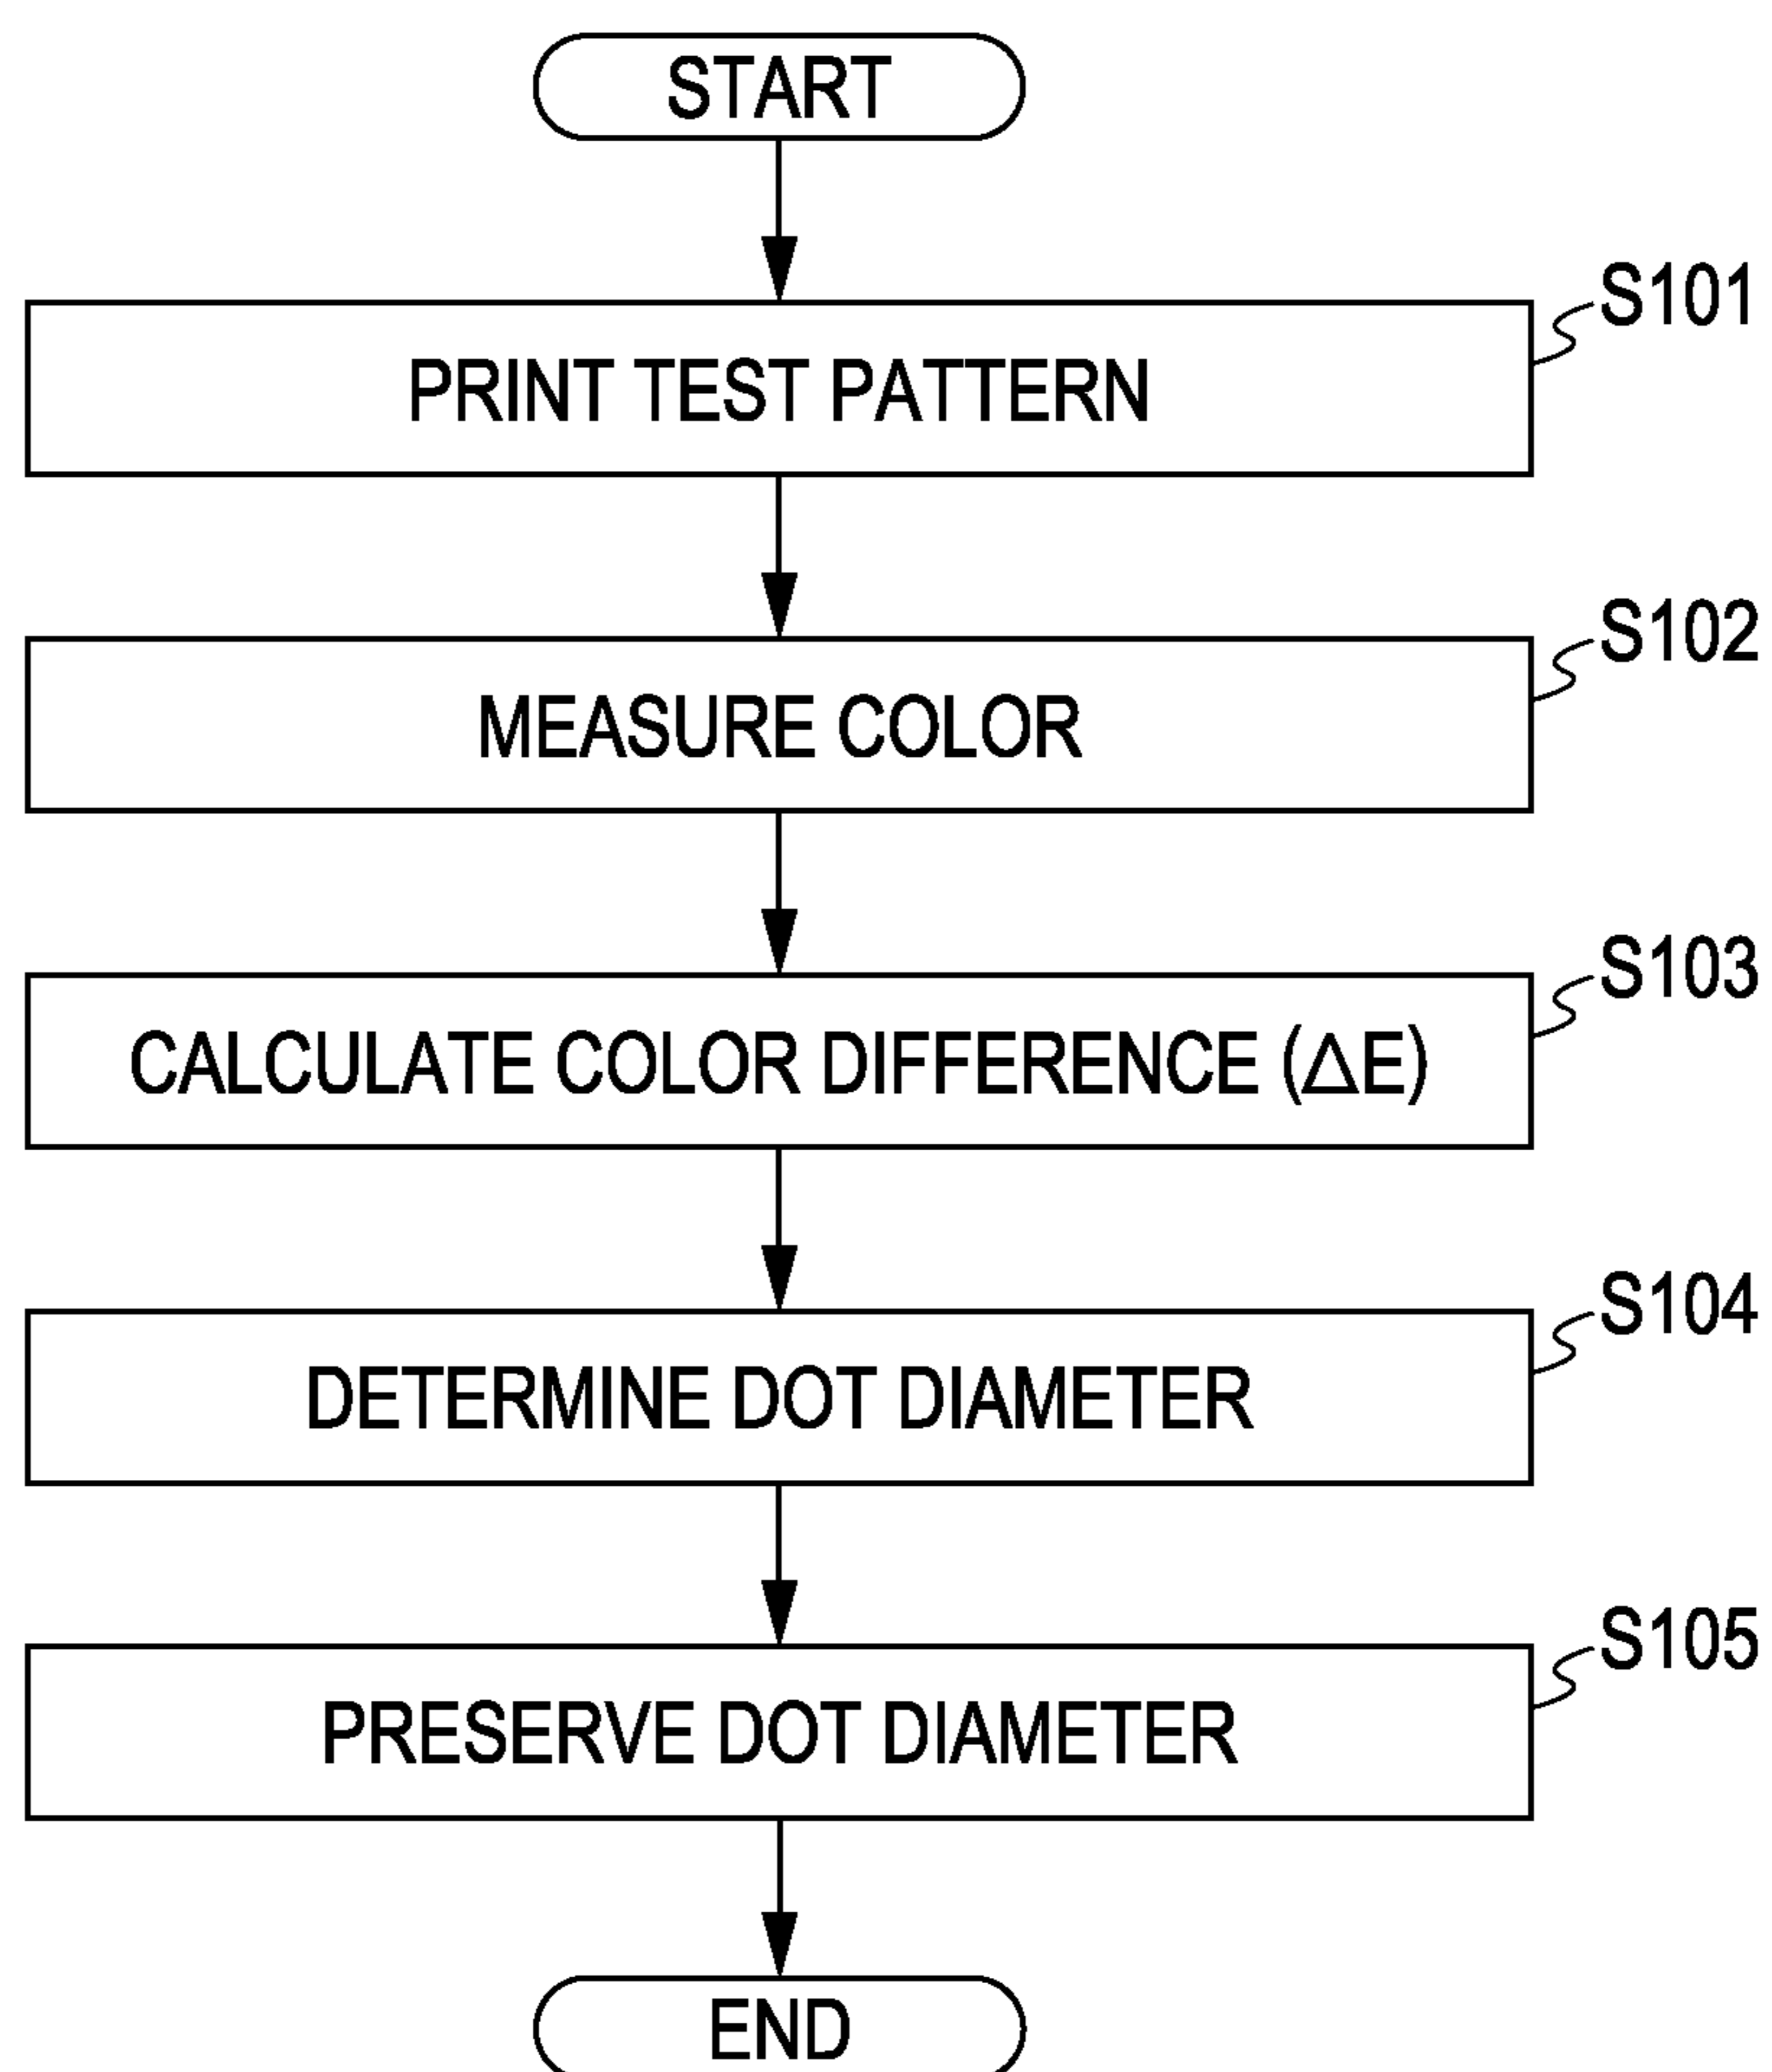 START
S101
PRINT TEST PATTERN
S102
MEASURE COLOR
S103
CALCULATE COLOR DIFFERENCE (ΔE)
S104
DETERMINE DOT DIAMETER
S105
PRESERVE DOT DIAMETER
END